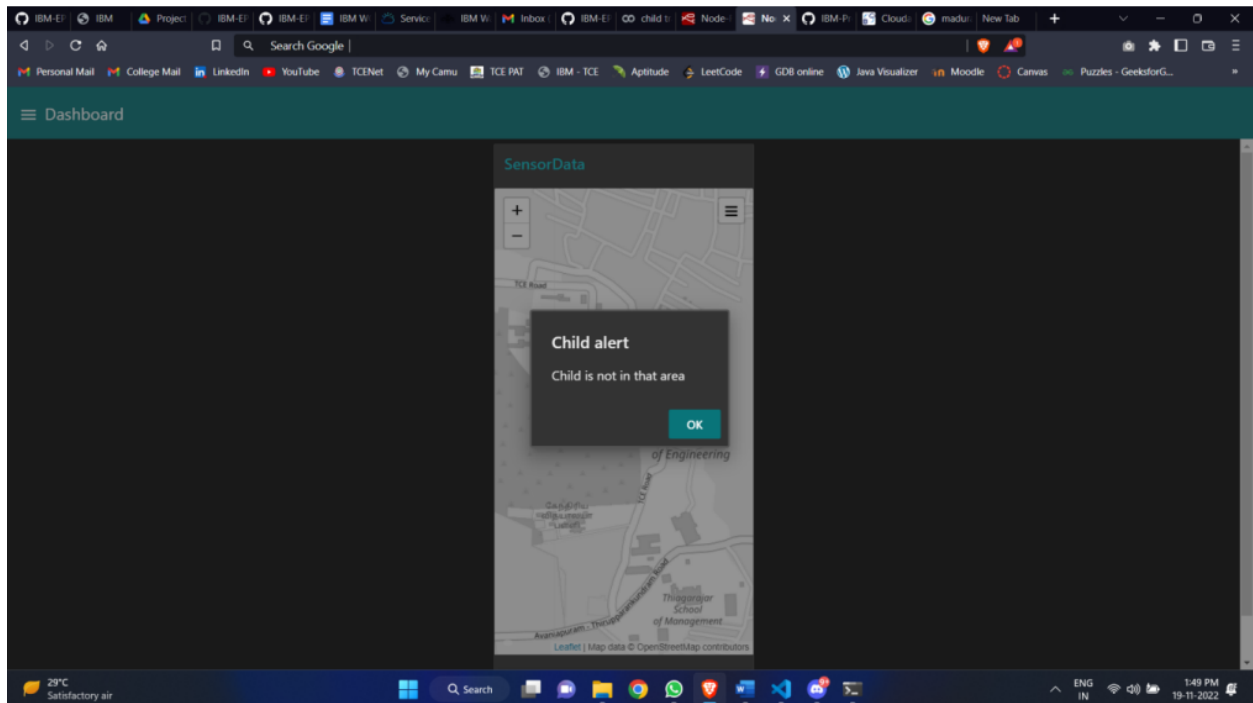 IBM-EF IBM Project IBM-EF IBM-EF IBM W Service IBM W Inbox ( IBM-EF child tr Node- No IBM-Pr Clouda madur New Tab
Search Google
Personal Mail College Mail LinkedIn YouTube TCENet My Camu TCE PAT IBM - TCE Aptitude LeetCode GDB online Java Visualizer Moodle Canvas Puzzles - GeeksforG...
Dashboard
SensorData
+
−
TCE Road
Child alert
Child is not in that area
OK
of Engineering
TCE Road
கேந்திரிய
Thiagarajar
School
of Management
Avaniapuram - Thirupparankundram Road
Leaflet | Map data © OpenStreetMap contributors
29°C
Satisfactory air
Search
ENG
IN
1:49 PM
19-11-2022